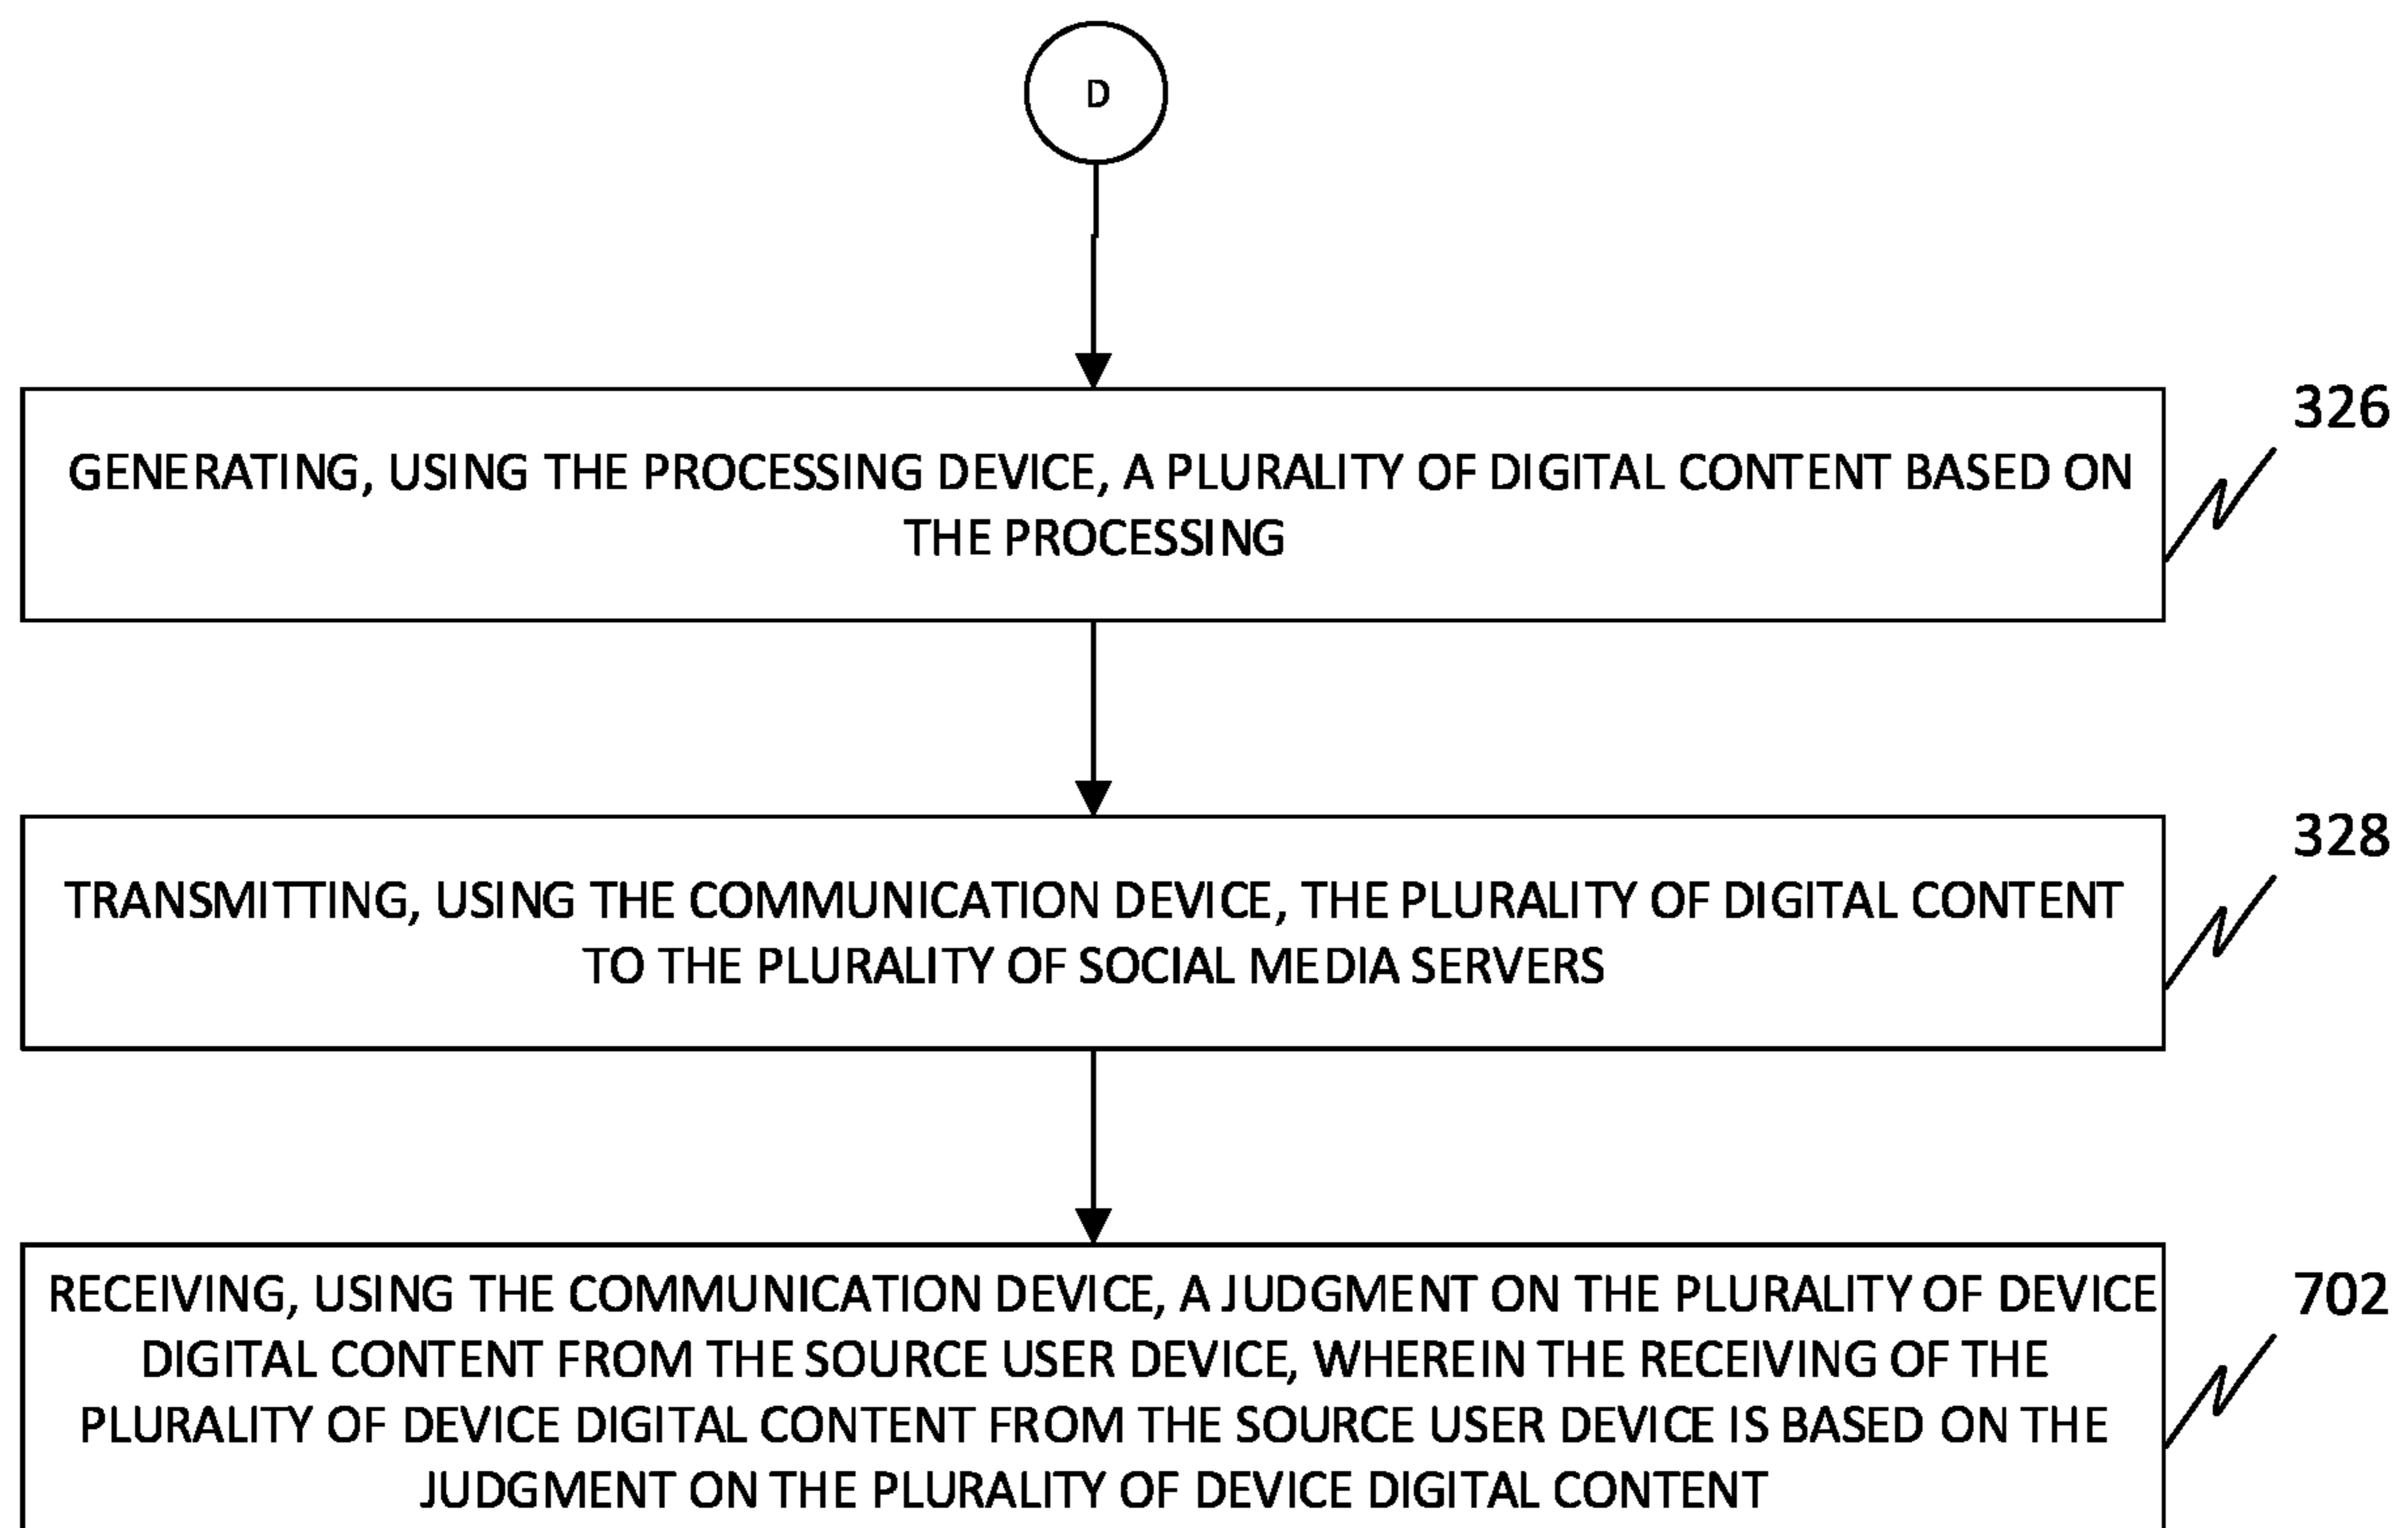 D
326
GENERATING, USING THE PROCESSING DEVICE, A PLURALITY OF DIGITAL CONTENT BASED ON
THE PROCESSING
328
TRANSMITTING, USING THE COMMUNICATION DEVICE, THE PLURALITY OF DIGITAL CONTENT
TO THE PLURALITY OF SOCIAL MEDIA SERVERS
702
RECEIVING, USING THE COMMUNICATION DEVICE, A JUDGMENT ON THE PLURALITY OF DEVICE
DIGITAL CONTENT FROM THE SOURCE USER DEVICE, WHEREIN THE RECEIVING OF THE
PLURALITY OF DEVICE DIGITAL CONTENT FROM THE SOURCE USER DEVICE IS BASED ON THE
JUDGMENT ON THE PLURALITY OF DEVICE DIGITAL CONTENT